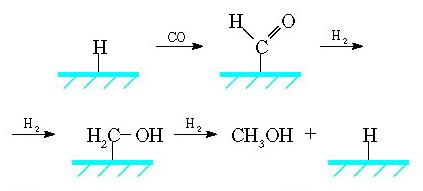 H CO H O C H₂
H₂ H₂C–OH H₂ CH₃OH + H